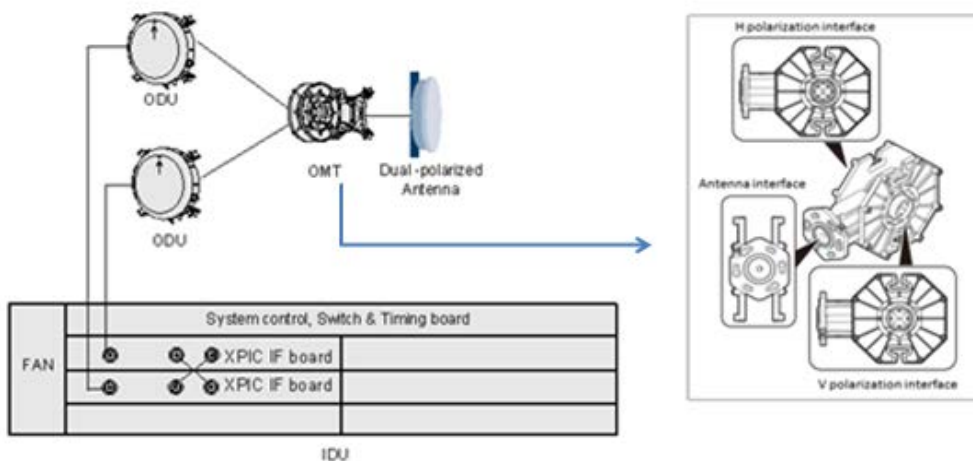 ODU
ODU
OMT
Dual -polarized
Antenna
System control, Switch & Timing board
FAN
XPIC IF board
XPIC IF board
IDU
H polarization interface
Antenna interface
V polarization interface